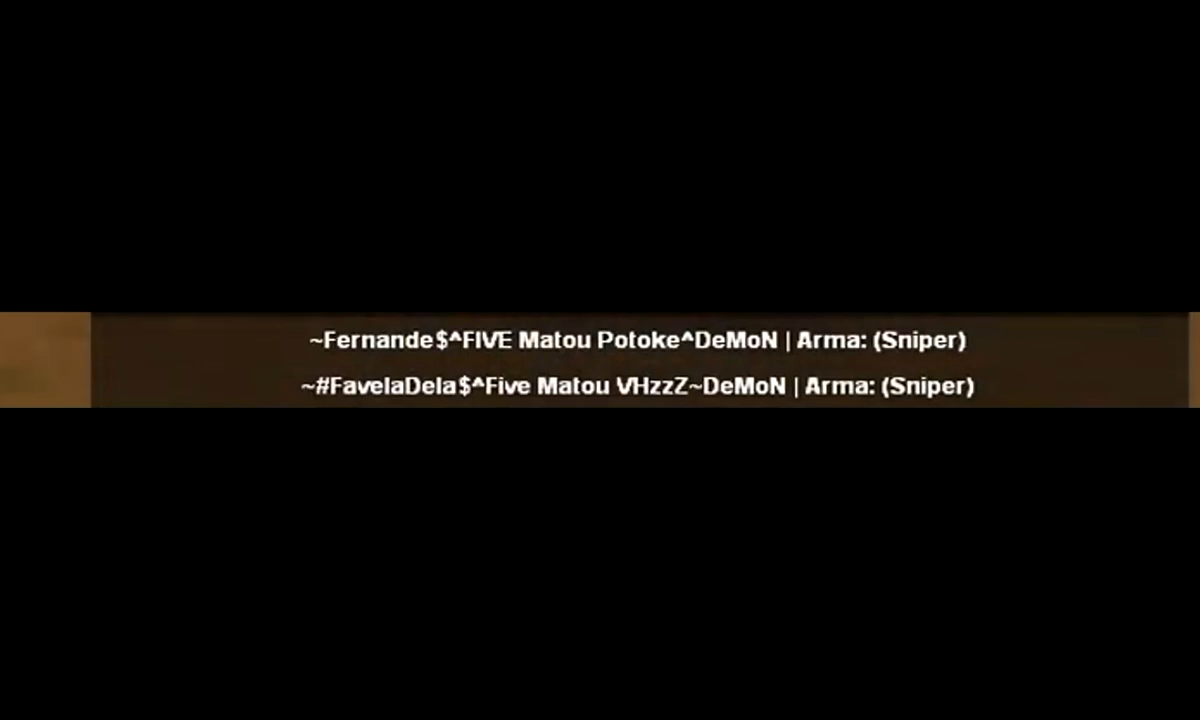 ~Fernande$^FIVE Matou Potoke^DeMoN | Arma: (Sniper)
~#FavelaDela$^Five Matou VHzzZ~DeMoN | Arma: (Sniper)